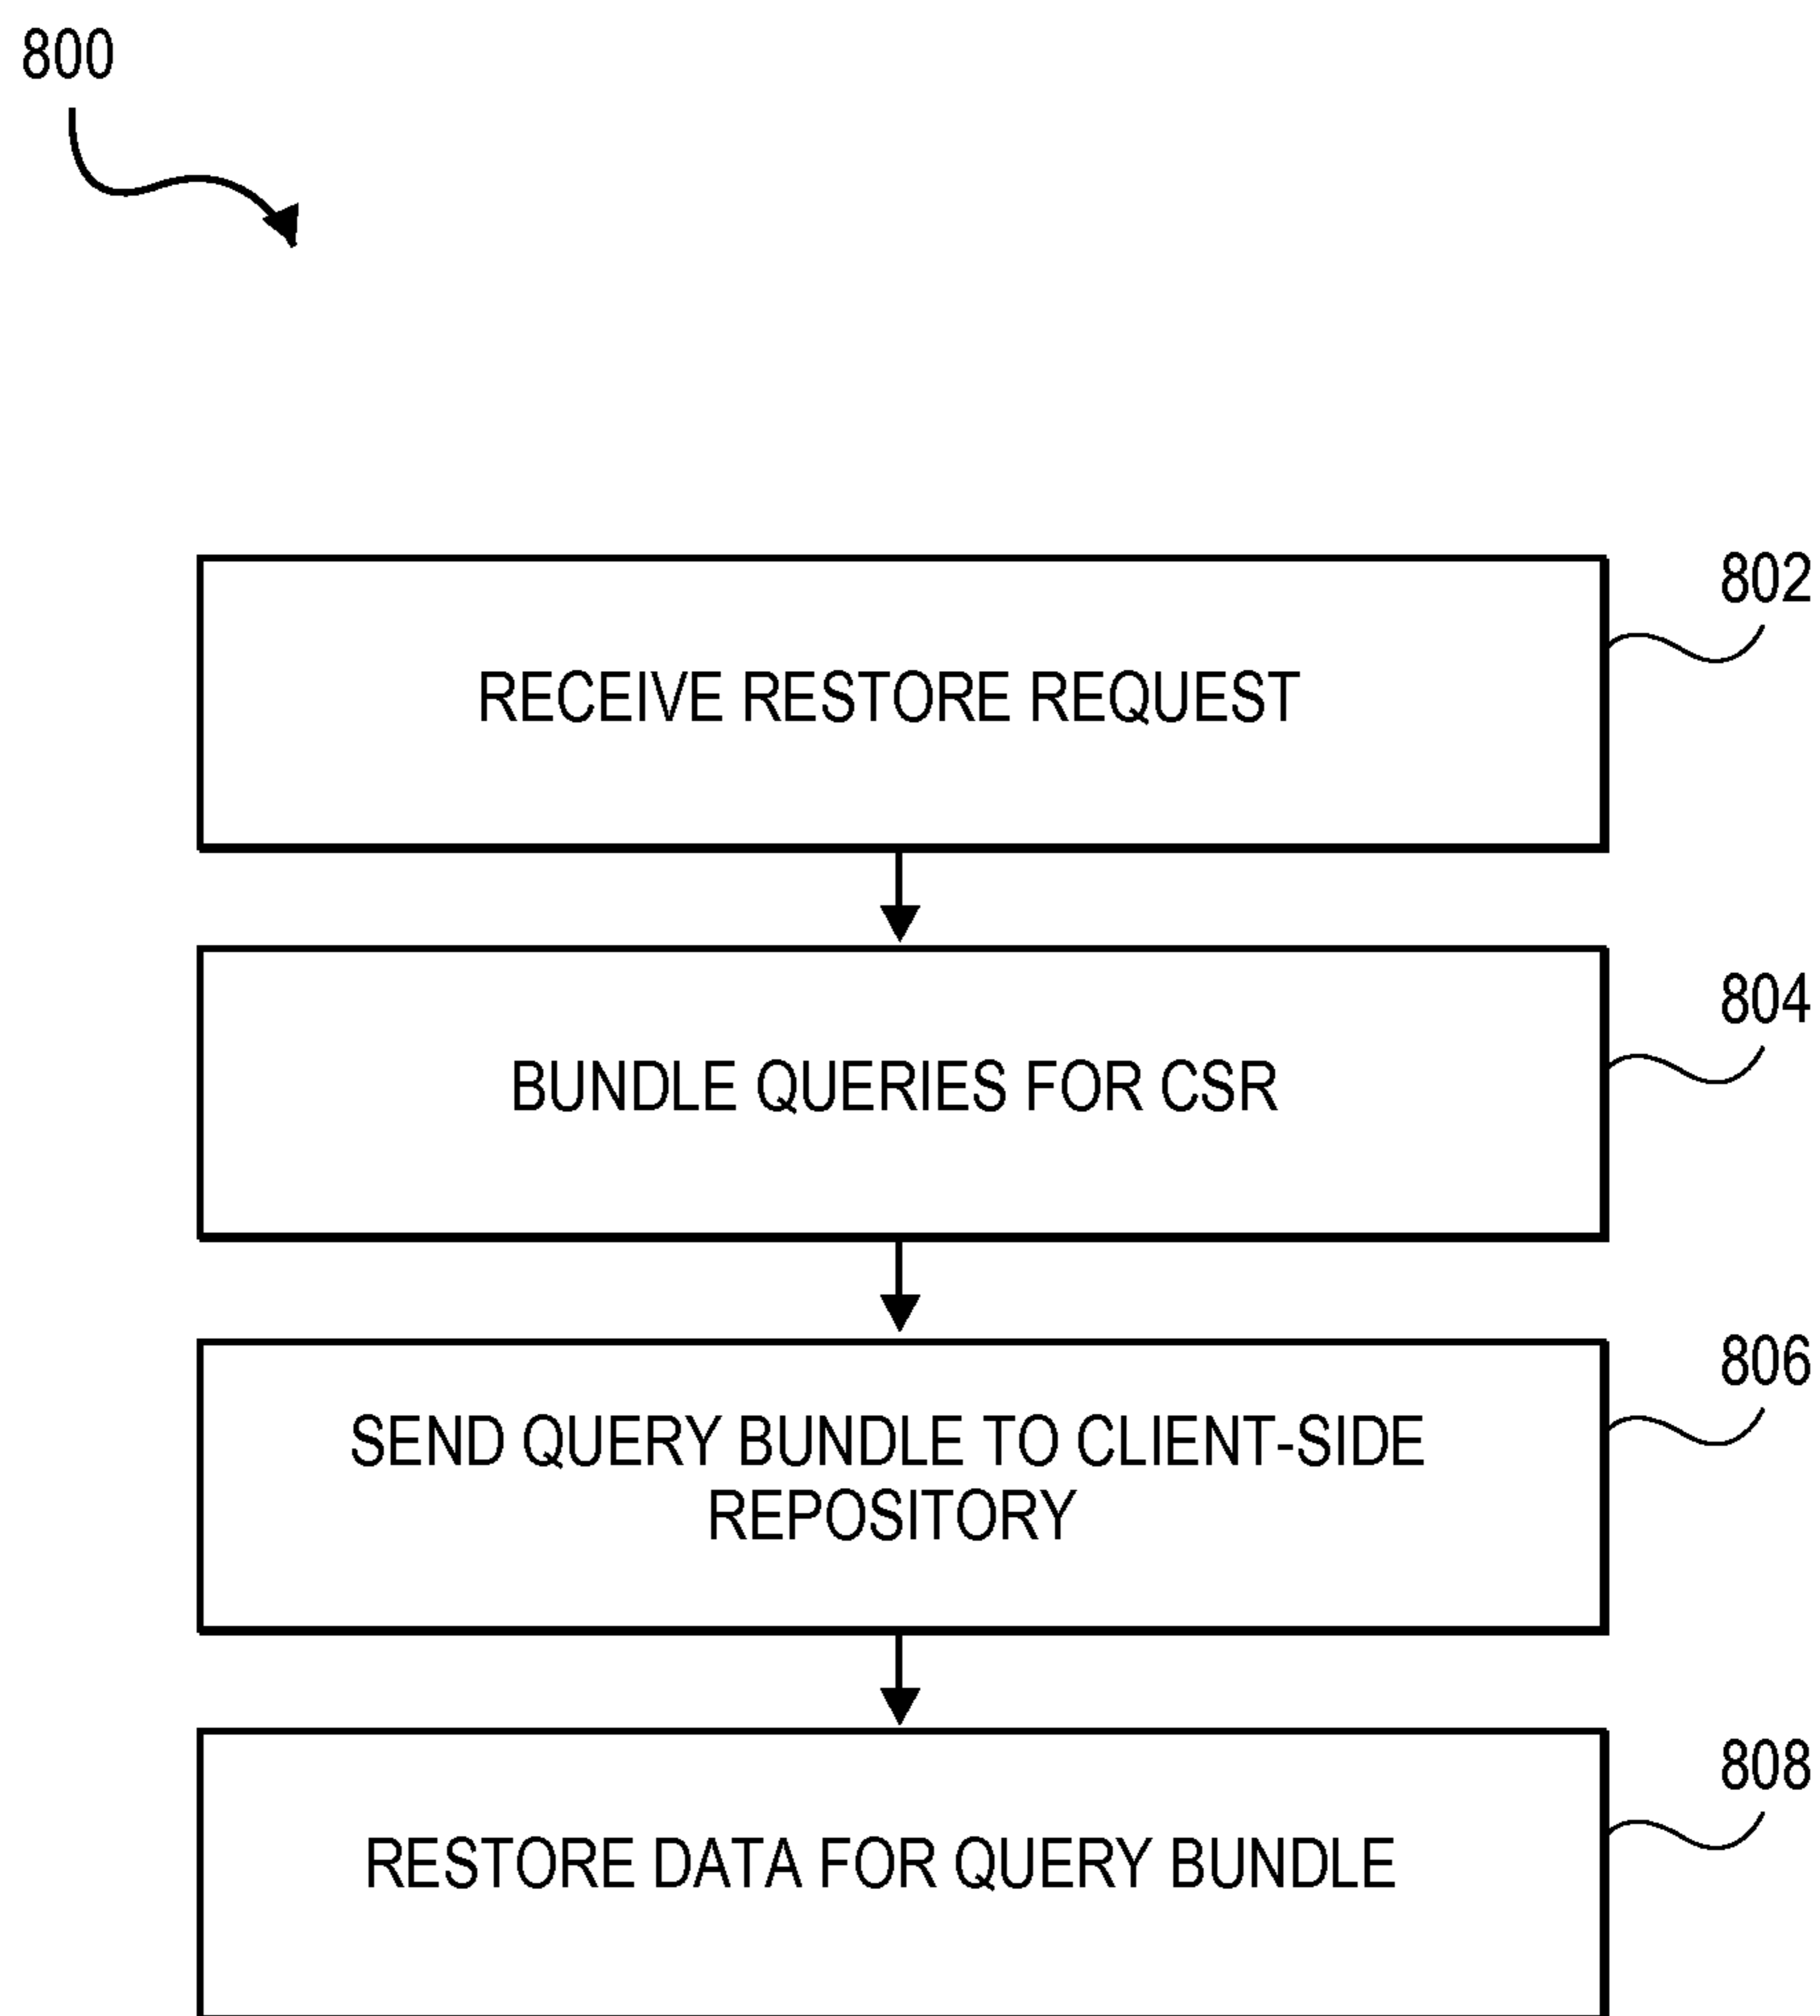 800
802
RECEIVE RESTORE REQUEST
804
BUNDLE QUERIES FOR CSR
806
SEND QUERY BUNDLE TO CLIENT-SIDE
REPOSITORY
808
RESTORE DATA FOR QUERY BUNDLE